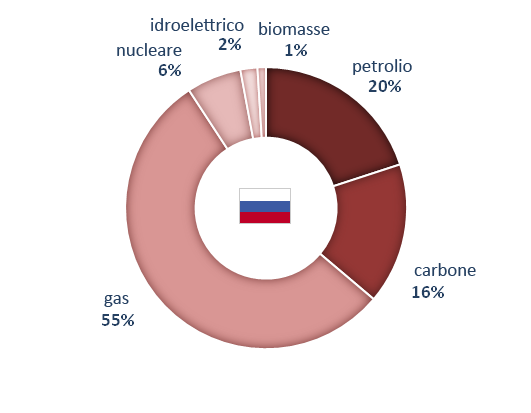 idroelettrico
2%
biomasse
1%
nucleare
6%
petrolio
20%
carbone
16%
gas
55%